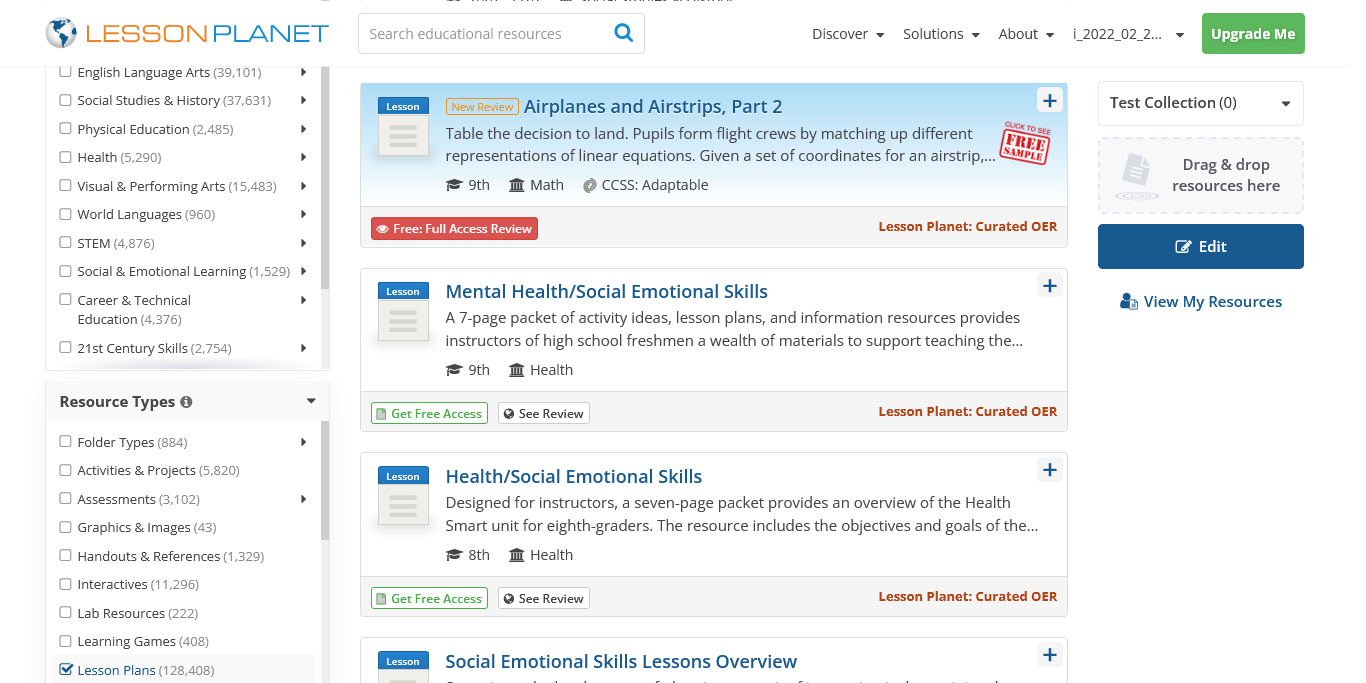 LESSONPLANET
Search educational resources
Discover
Solutions
About
i_2022_02_2...
Upgrade Me
English Language Arts (39,101)
Social Studies & History (37,631)
Physical Education (2,485)
Health (5,290)
Visual & Performing Arts (15,483)
World Languages (960)
STEM (4,876)
Social & Emotional Learning (1,529)
Career & Technical
Education (4,376)
21st Century Skills (2,754)
Resource Types
Folder Types (884)
Activities & Projects (5,820)
Assessments (3,102)
Graphics & Images (43)
Handouts & References (1,329)
Interactives (11,296)
Lab Resources (222)
Learning Games (408)
Lesson Plans (128,408)
Lesson
New Review Airplanes and Airstrips, Part 2
Table the decision to land. Pupils form flight crews by matching up different
representations of linear equations. Given a set of coordinates for an airstrip,...
CLICK TO SEE
FREE
SAMPLE
9th Math CCSS: Adaptable
Free: Full Access Review
Lesson Planet: Curated OER
Lesson
Mental Health/Social Emotional Skills
A 7-page packet of activity ideas, lesson plans, and information resources provides
instructors of high school freshmen a wealth of materials to support teaching the...
9th Health
Get Free Access
See Review
Lesson Planet: Curated OER
Lesson
Health/Social Emotional Skills
Designed for instructors, a seven-page packet provides an overview of the Health
Smart unit for eighth-graders. The resource includes the objectives and goals of the...
8th Health
Get Free Access
See Review
Lesson Planet: Curated OER
Lesson
Social Emotional Skills Lessons Overview
Test Collection (0)
Drag & drop
resources here
Edit
View My Resources